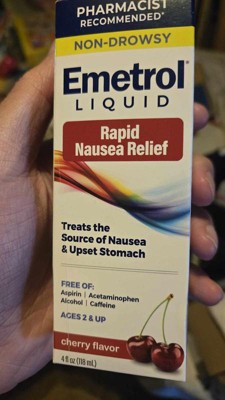 PHARMACIST
RECOMMENDED*
NON-DROWSY
Emetrol®
LIQUID
Rapid
Nausea Relief
Treats the
Source of Nausea
& Upset Stomach
FREE OF:
Aspirin | Acetaminophen
Alcohol | Caffeine
AGES 2 & UP
cherry flavor
4 fl oz (118 mL)